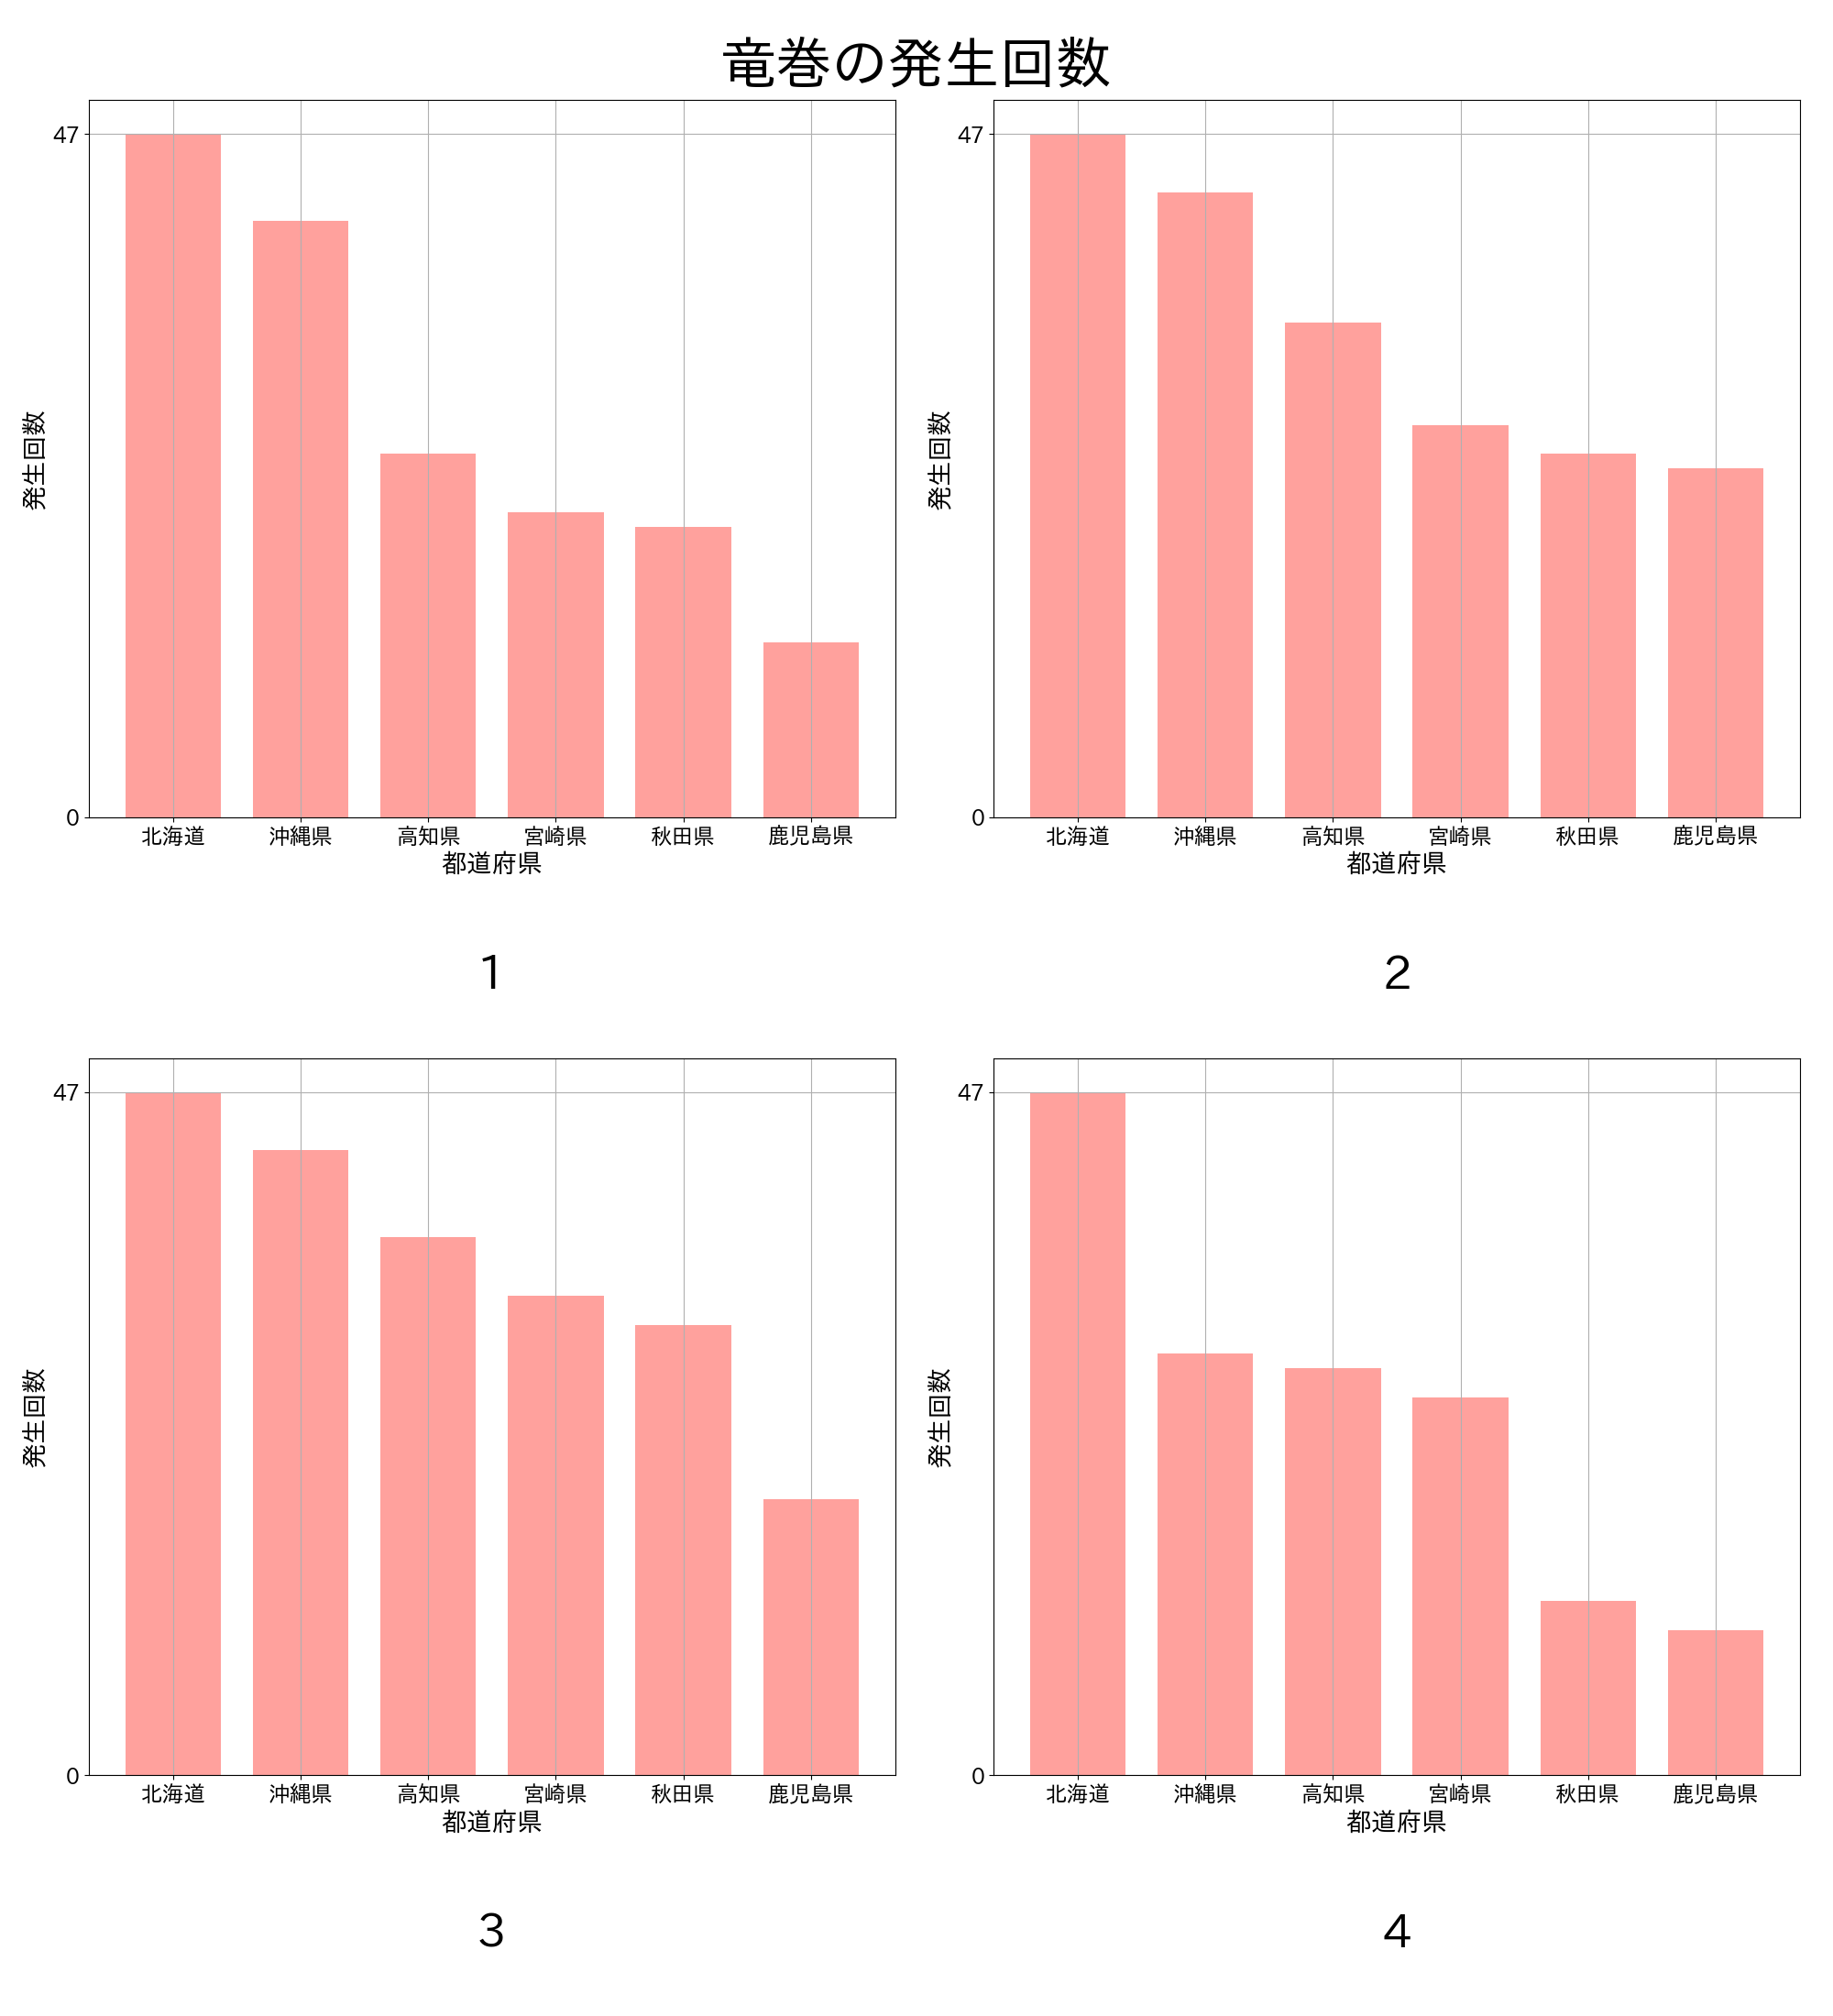 竜巻の発生回数
47
発生回数
0
北海道 沖縄県 高知県 宮崎県 秋田県 鹿児島県
都道府県
1
47
発生回数
0
北海道 沖縄県 高知県 宮崎県 秋田県 鹿児島県
都道府県
2
47
発生回数
0
北海道 沖縄県 高知県 宮崎県 秋田県 鹿児島県
都道府県
3
47
発生回数
0
北海道 沖縄県 高知県 宮崎県 秋田県 鹿児島県
都道府県
4